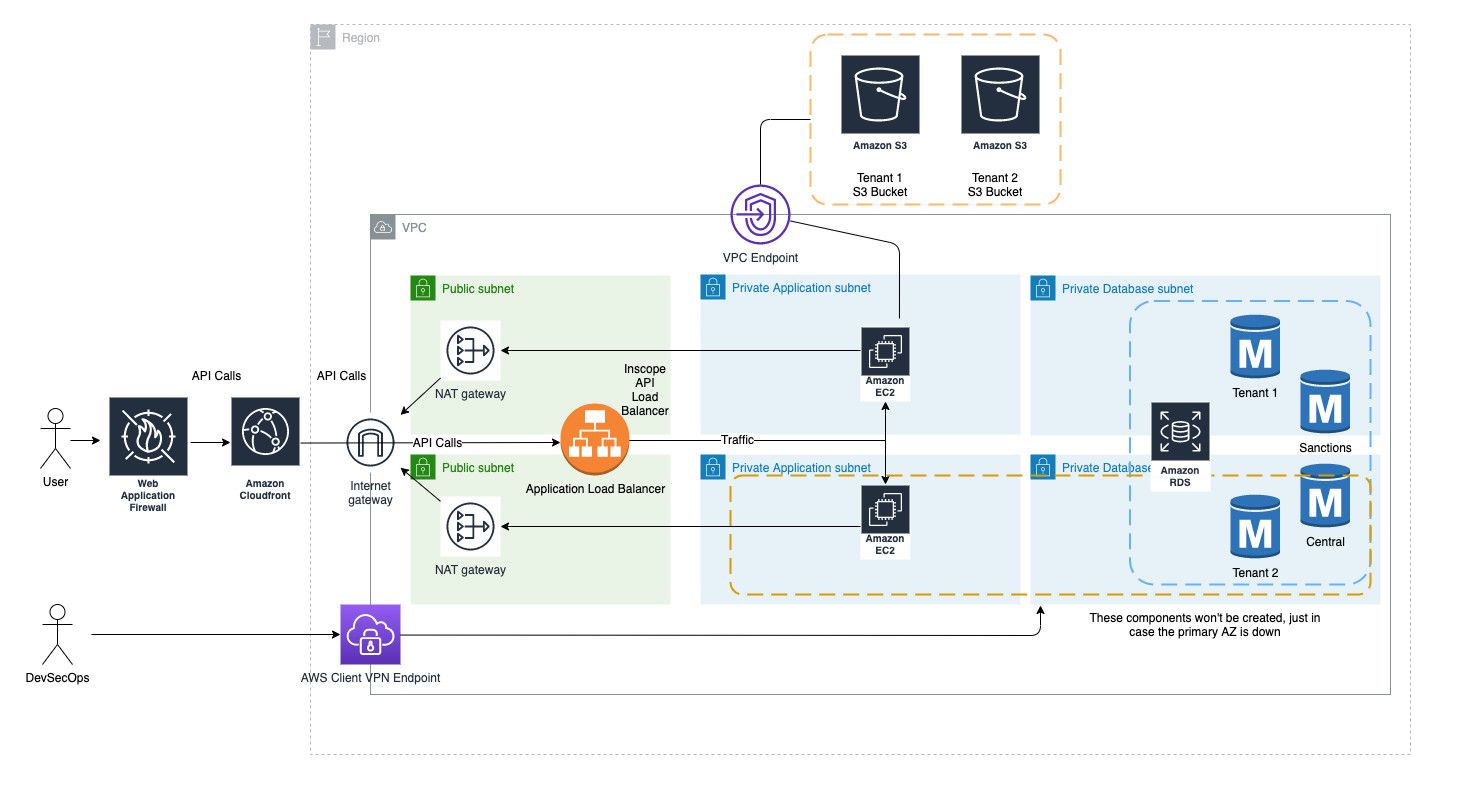 Region
Amazon S3
Amazon S3
Tenant 1
S3 Bucket
Tenant 2
S3 Bucket
VPC
VPC Endpoint
Public subnet
Private Application subnet
Private Database subnet
API Calls
API Calls
NAT gateway
Inscope
API
Load
Balancer
Amazon
EC2
Tenant 1
User
Web
Application
Firewall
Amazon
Cloudfront
Internet
gateway
API Calls
Traffic
Application Load Balancer
Sanctions
Public subnet
Private Application subnet
Private Database
Amazon
RDS
NAT gateway
Amazon
EC2
M
M
M
M
Central
Tenant 2
These components won't be created, just in
case the primary AZ is down
DevSecOps
AWS Client VPN Endpoint